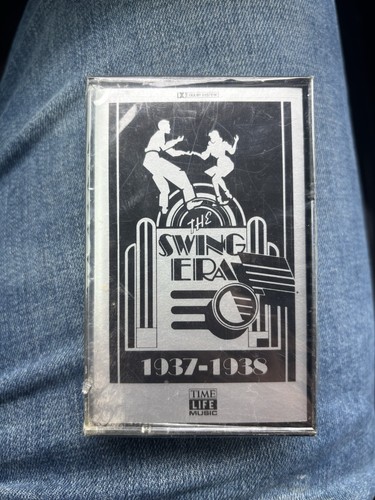 THE
SWING
ERA
1937-1938
TIME
LIFE
MUSIC